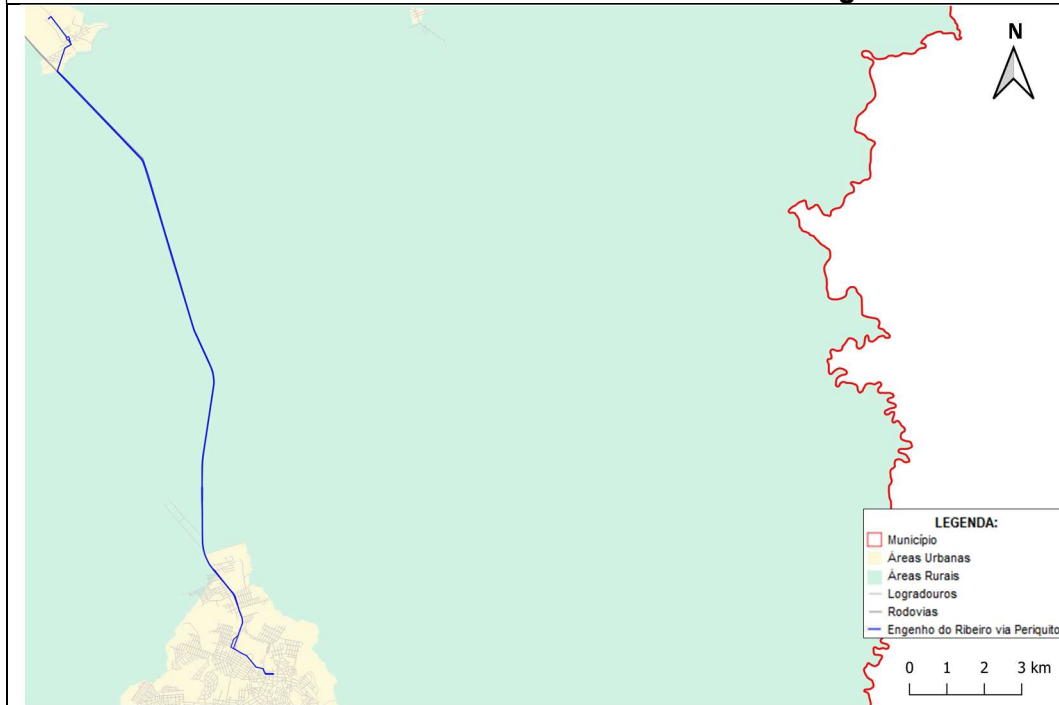 N
LEGENDA:
Município
Áreas Urbanas
Áreas Rurais
Logradouros
Rodovias
Engenho do Ribeiro via Periquito
0 1 2 3 km